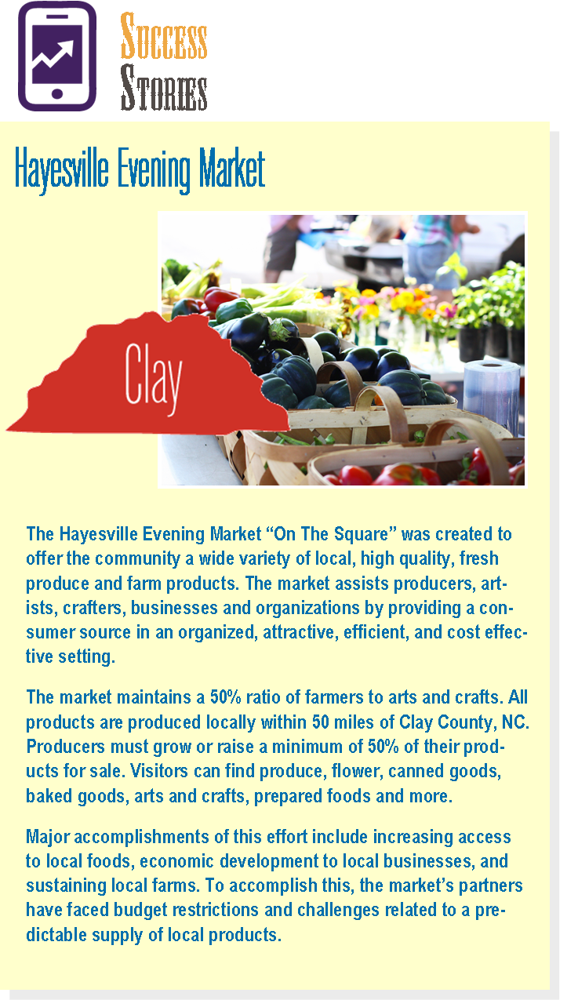 Success
Stories
Hayesville Evening Market
Clay
The Hayesville Evening Market “On The Square” was created to
offer the community a wide variety of local, high quality, fresh
produce and farm products. The market assists producers, art-
ists, crafters, businesses and organizations by providing a con-
sumer source in an organized, attractive, efficient, and cost effec-
tive setting.
The market maintains a 50% ratio of farmers to arts and crafts. All
products are produced locally within 50 miles of Clay County, NC.
Producers must grow or raise a minimum of 50% of their prod-
ucts for sale. Visitors can find produce, flower, canned goods,
baked goods, arts and crafts, prepared foods and more.
Major accomplishments of this effort include increasing access
to local foods, economic development to local businesses, and
sustaining local farms. To accomplish this, the market’s partners
have faced budget restrictions and challenges related to a pre-
dictable supply of local products.